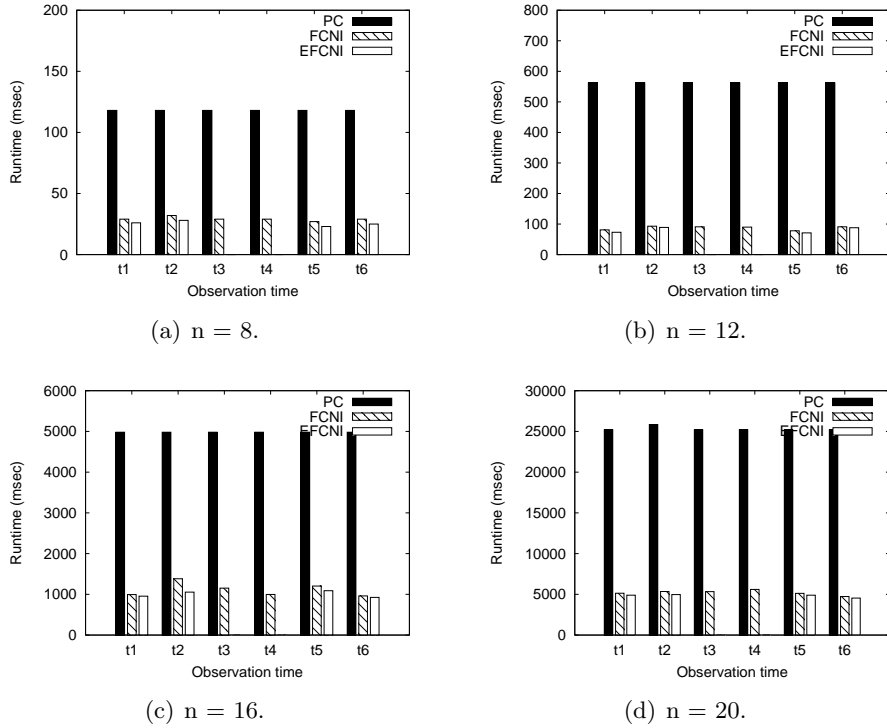 200
150
100
50
0
Runtime (msec)
PC
FCNI
EFCNI
t1 t2 t3 t4 t5 t6
Observation time
(a) n = 8.
800
700
600
500
400
300
200
100
0
Runtime (msec)
PC
FCNI
EFCNI
t1 t2 t3 t4 t5 t6
Observation time
(b) n = 12.
6000
5000
4000
3000
2000
1000
0
Runtime (msec)
PC
FCNI
EFCNI
t1 t2 t3 t4 t5 t6
Observation time
(c) n = 16.
30000
25000
20000
15000
10000
5000
0
Runtime (msec)
PC
FCNI
EFCNI
t1 t2 t3 t4 t5 t6
Observation time
(d) n = 20.